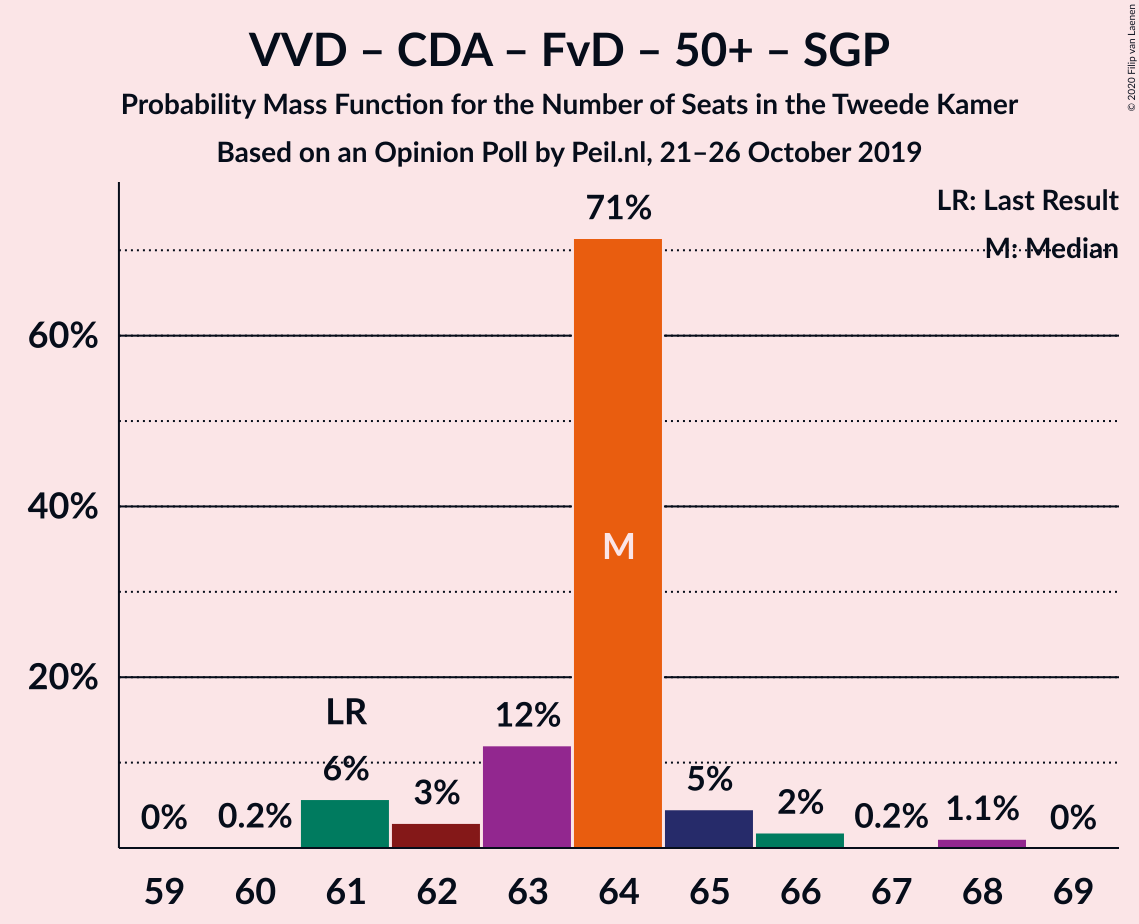 VVD – CDA – FvD – 50+ – SGP
Probability Mass Function for the Number of Seats in the Tweede Kamer
Based on an Opinion Poll by Peil.nl, 21–26 October 2019
© 2020 Filip van Laenen
LR: Last Result
M: Median
71%
60%
40%
20%
M
LR
0%
0.2%
6%
3%
12%
5%
2%
0.2%
1.1%
0%
59 60 61 62 63 64 65 66 67 68 69